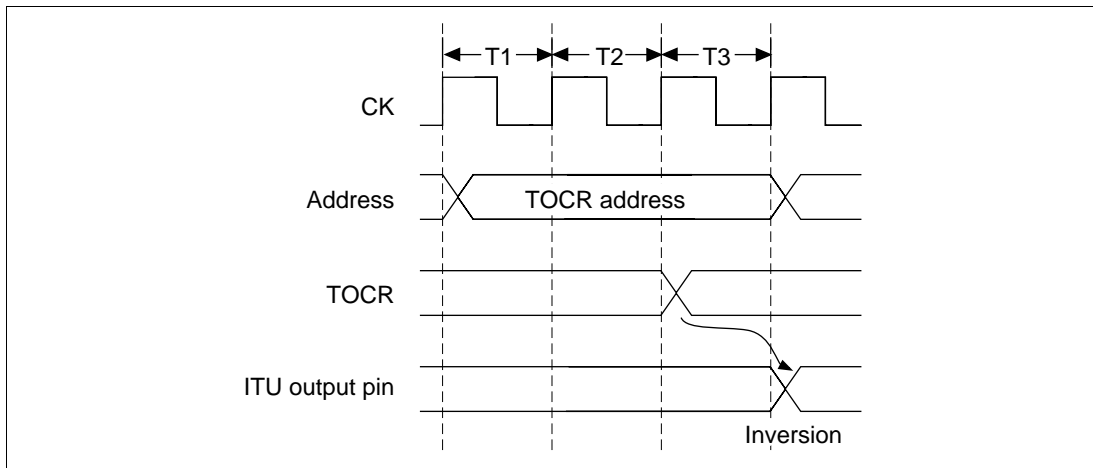 T1 T2 T3
CK
Address
TOCR address
TOCR
ITU output pin
Inversion